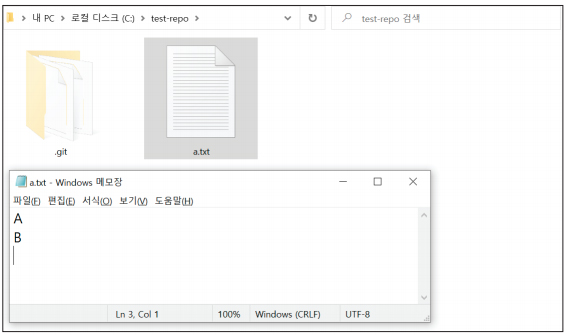 > 내 PC > 로컬 디스크 (C:) > test-repo >
test-repo 검색
.git
a.txt
a.txt - Windows 메모장
파일(F) 편집(E) 서식(O) 보기(V) 도움말(H)
A
B
Ln 3, Col 1 100% Windows (CRLF) UTF-8